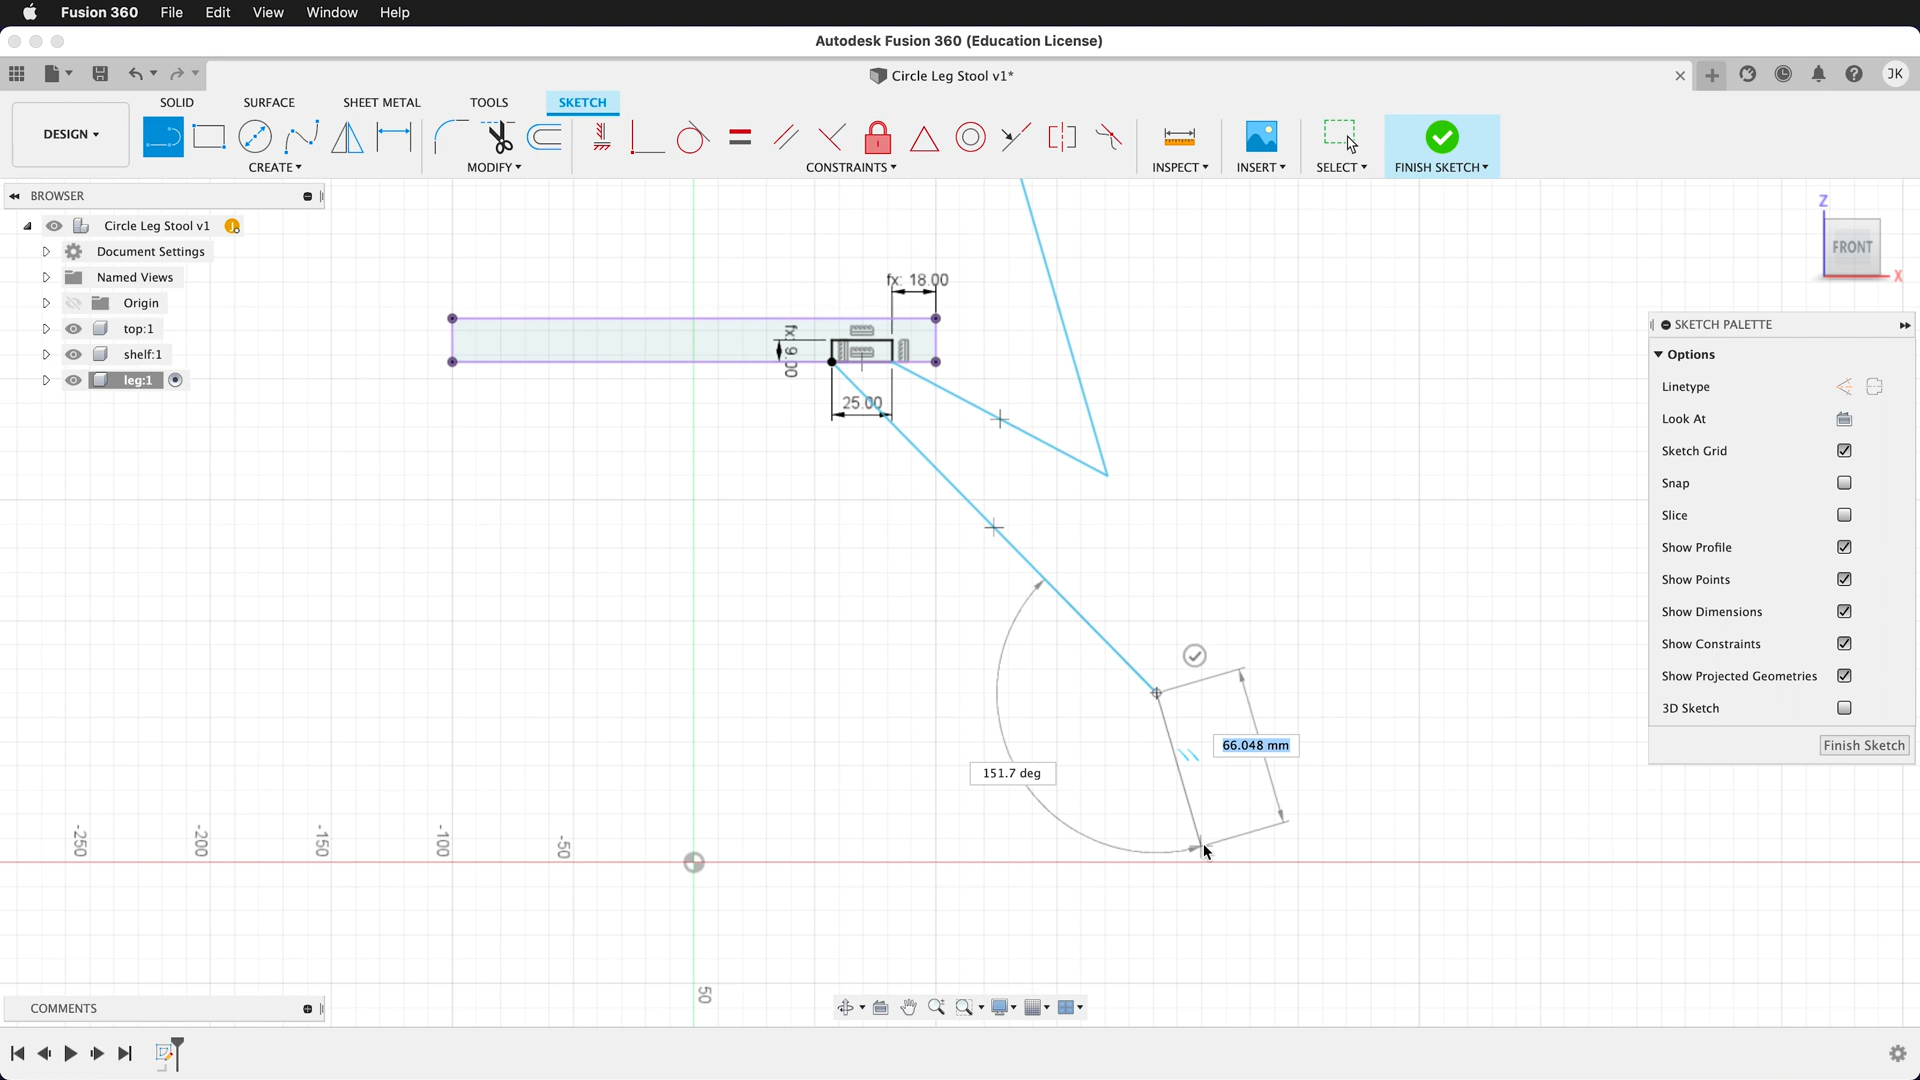 Fusion 360 File Edit View Window Help
Autodesk Fusion 360 (Education License)
Circle Leg Stool v1*
JK
SOLID SURFACE SHEET METAL TOOLS SKETCH
DESIGN
CREATE MODIFY CONSTRAINTS INSPECT INSERT SELECT FINISH SKETCH
BROWSER
Circle Leg Stool v1
Document Settings
Named Views
Origin
top:1
shelf:1
leg:1
fx: 18.00
fx: 9.00
25.00
66.048 mm
151.7 deg
-250 -200 -150 -100 -50
50
Z
FRONT
X
SKETCH PALETTE
Options
Linetype
Look At
Sketch Grid
Snap
Slice
Show Profile
Show Points
Show Dimensions
Show Constraints
Show Projected Geometries
3D Sketch
Finish Sketch
COMMENTS